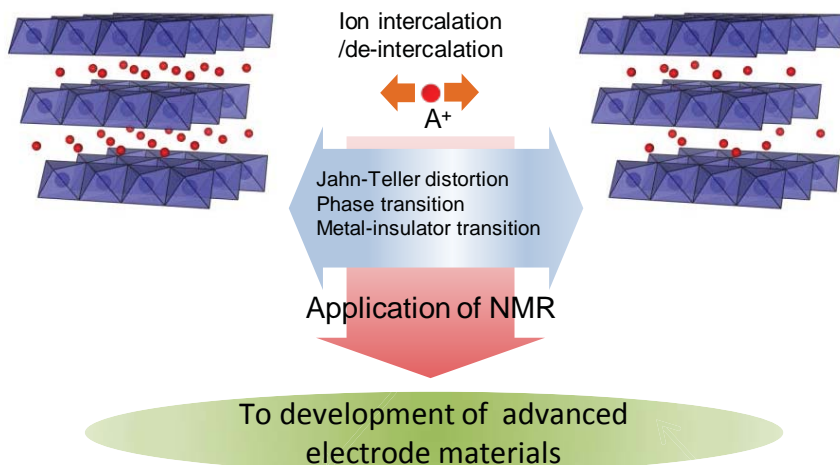 Ion intercalation
/de-intercalation
A⁺
Jahn-Teller distortion
Phase transition
Metal-insulator transition
Application of NMR
To development of advanced
electrode materials